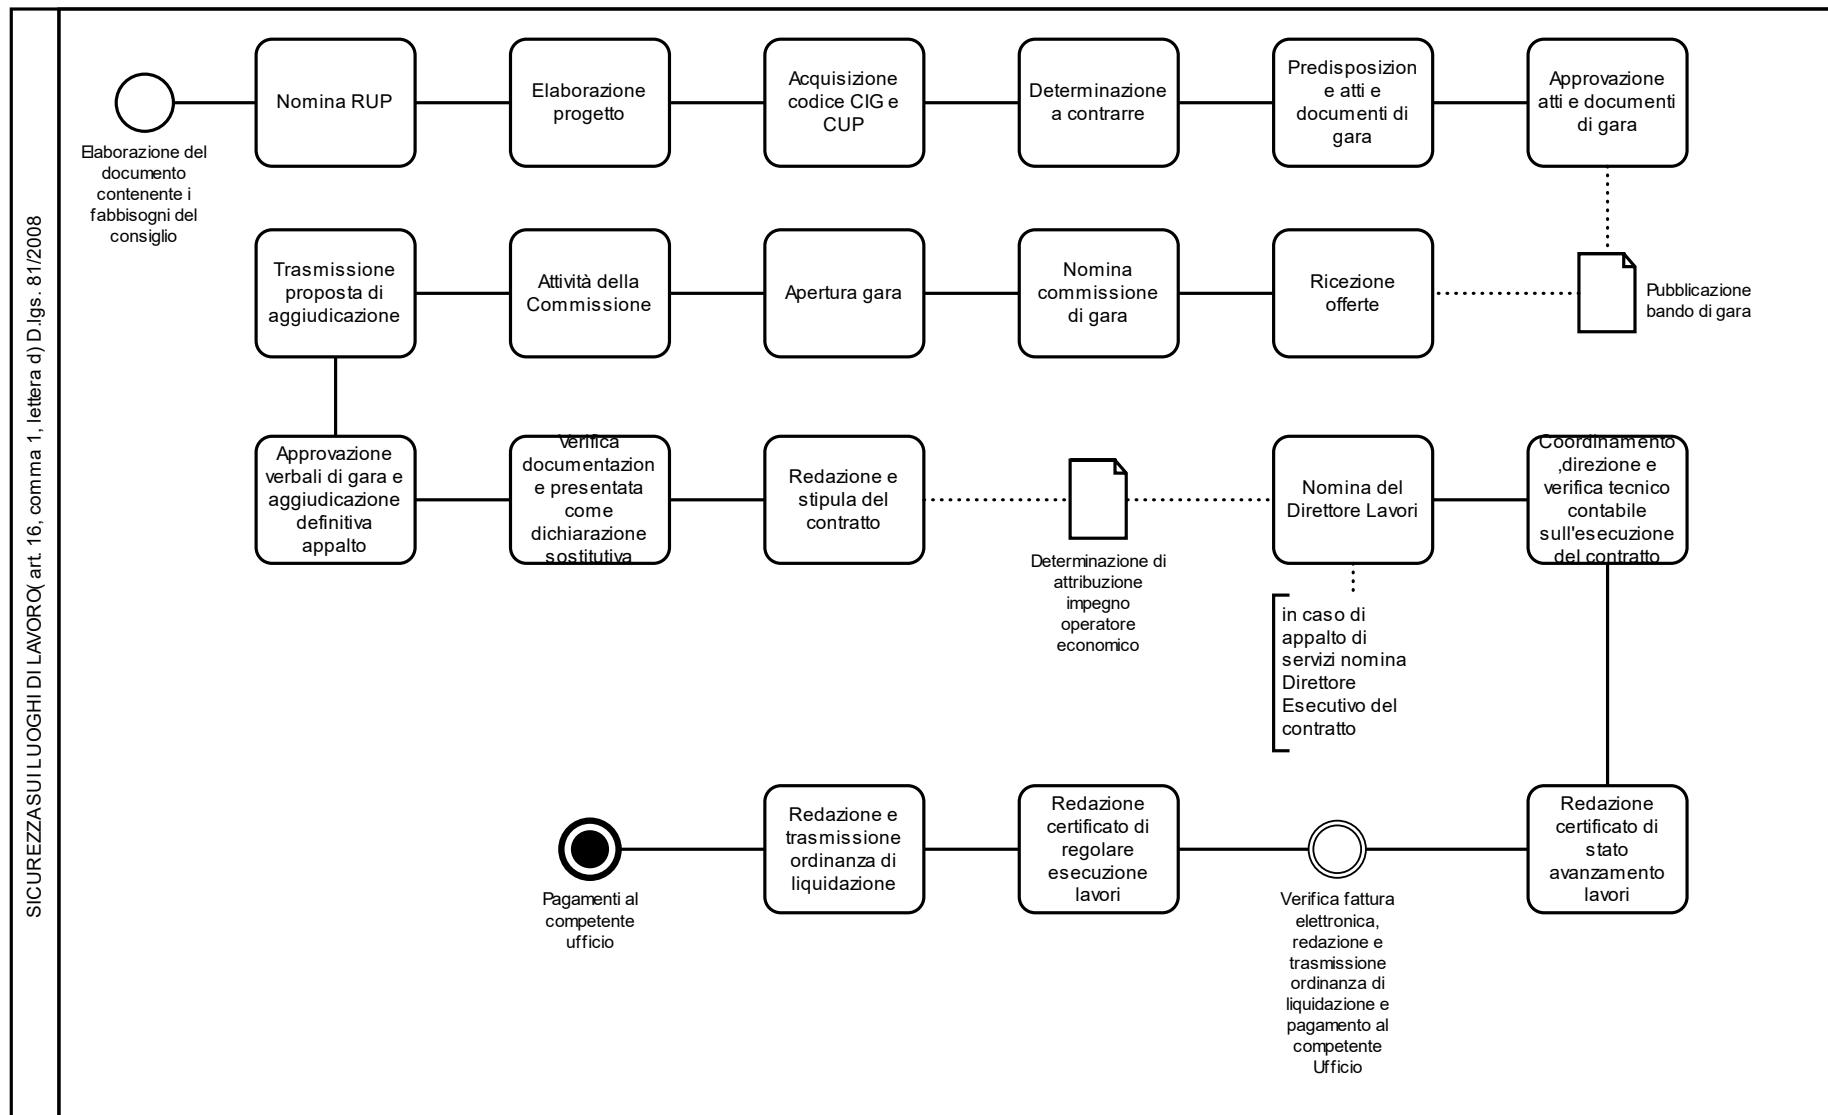 SICUREZZASUI LUOGHI DI LAVORO( art. 16, comma 1, lettera d) D.lgs. 81/2008
Elaborazione del
documento
contenente i
fabbisogni del
consiglio
Nomina RUP
Elaborazione
progetto
Acquisizione
codice CIG e
CUP
Determinazione
a contrarre
Predisposizion
e atti e
documenti di
gara
Approvazione
atti e documenti
di gara
Pubblicazione
bando di gara
Ricezione
offerte
Nomina
commissione
di gara
Apertura gara
Attività della
Commissione
Trasmissione
proposta di
aggiudicazione
Approvazione
verbali di gara e
aggiudicazione
definitiva
appalto
Verifica
documentazion
e presentata
come
dichiarazione
sostitutiva
Redazione e
stipula del
contratto
Determinazione di
attribuzione
impegno
operatore
economico
Nomina del
Direttore Lavori
in caso di
appalto di
servizi nomina
Direttore
Esecutivo del
contratto
Coordinamento
,direzione e
verifica tecnico
contabile
sull'esecuzione
del contratto
Redazione
certificato di
stato
avanzamento
lavori
Verifica fattura
elettronica,
redazione e
trasmissione
ordinanza di
liquidazione e
pagamento al
competente
Ufficio
Redazione
certificato di
regolare
esecuzione
lavori
Redazione e
trasmissione
ordinanza di
liquidazione
Pagamenti al
competente
ufficio